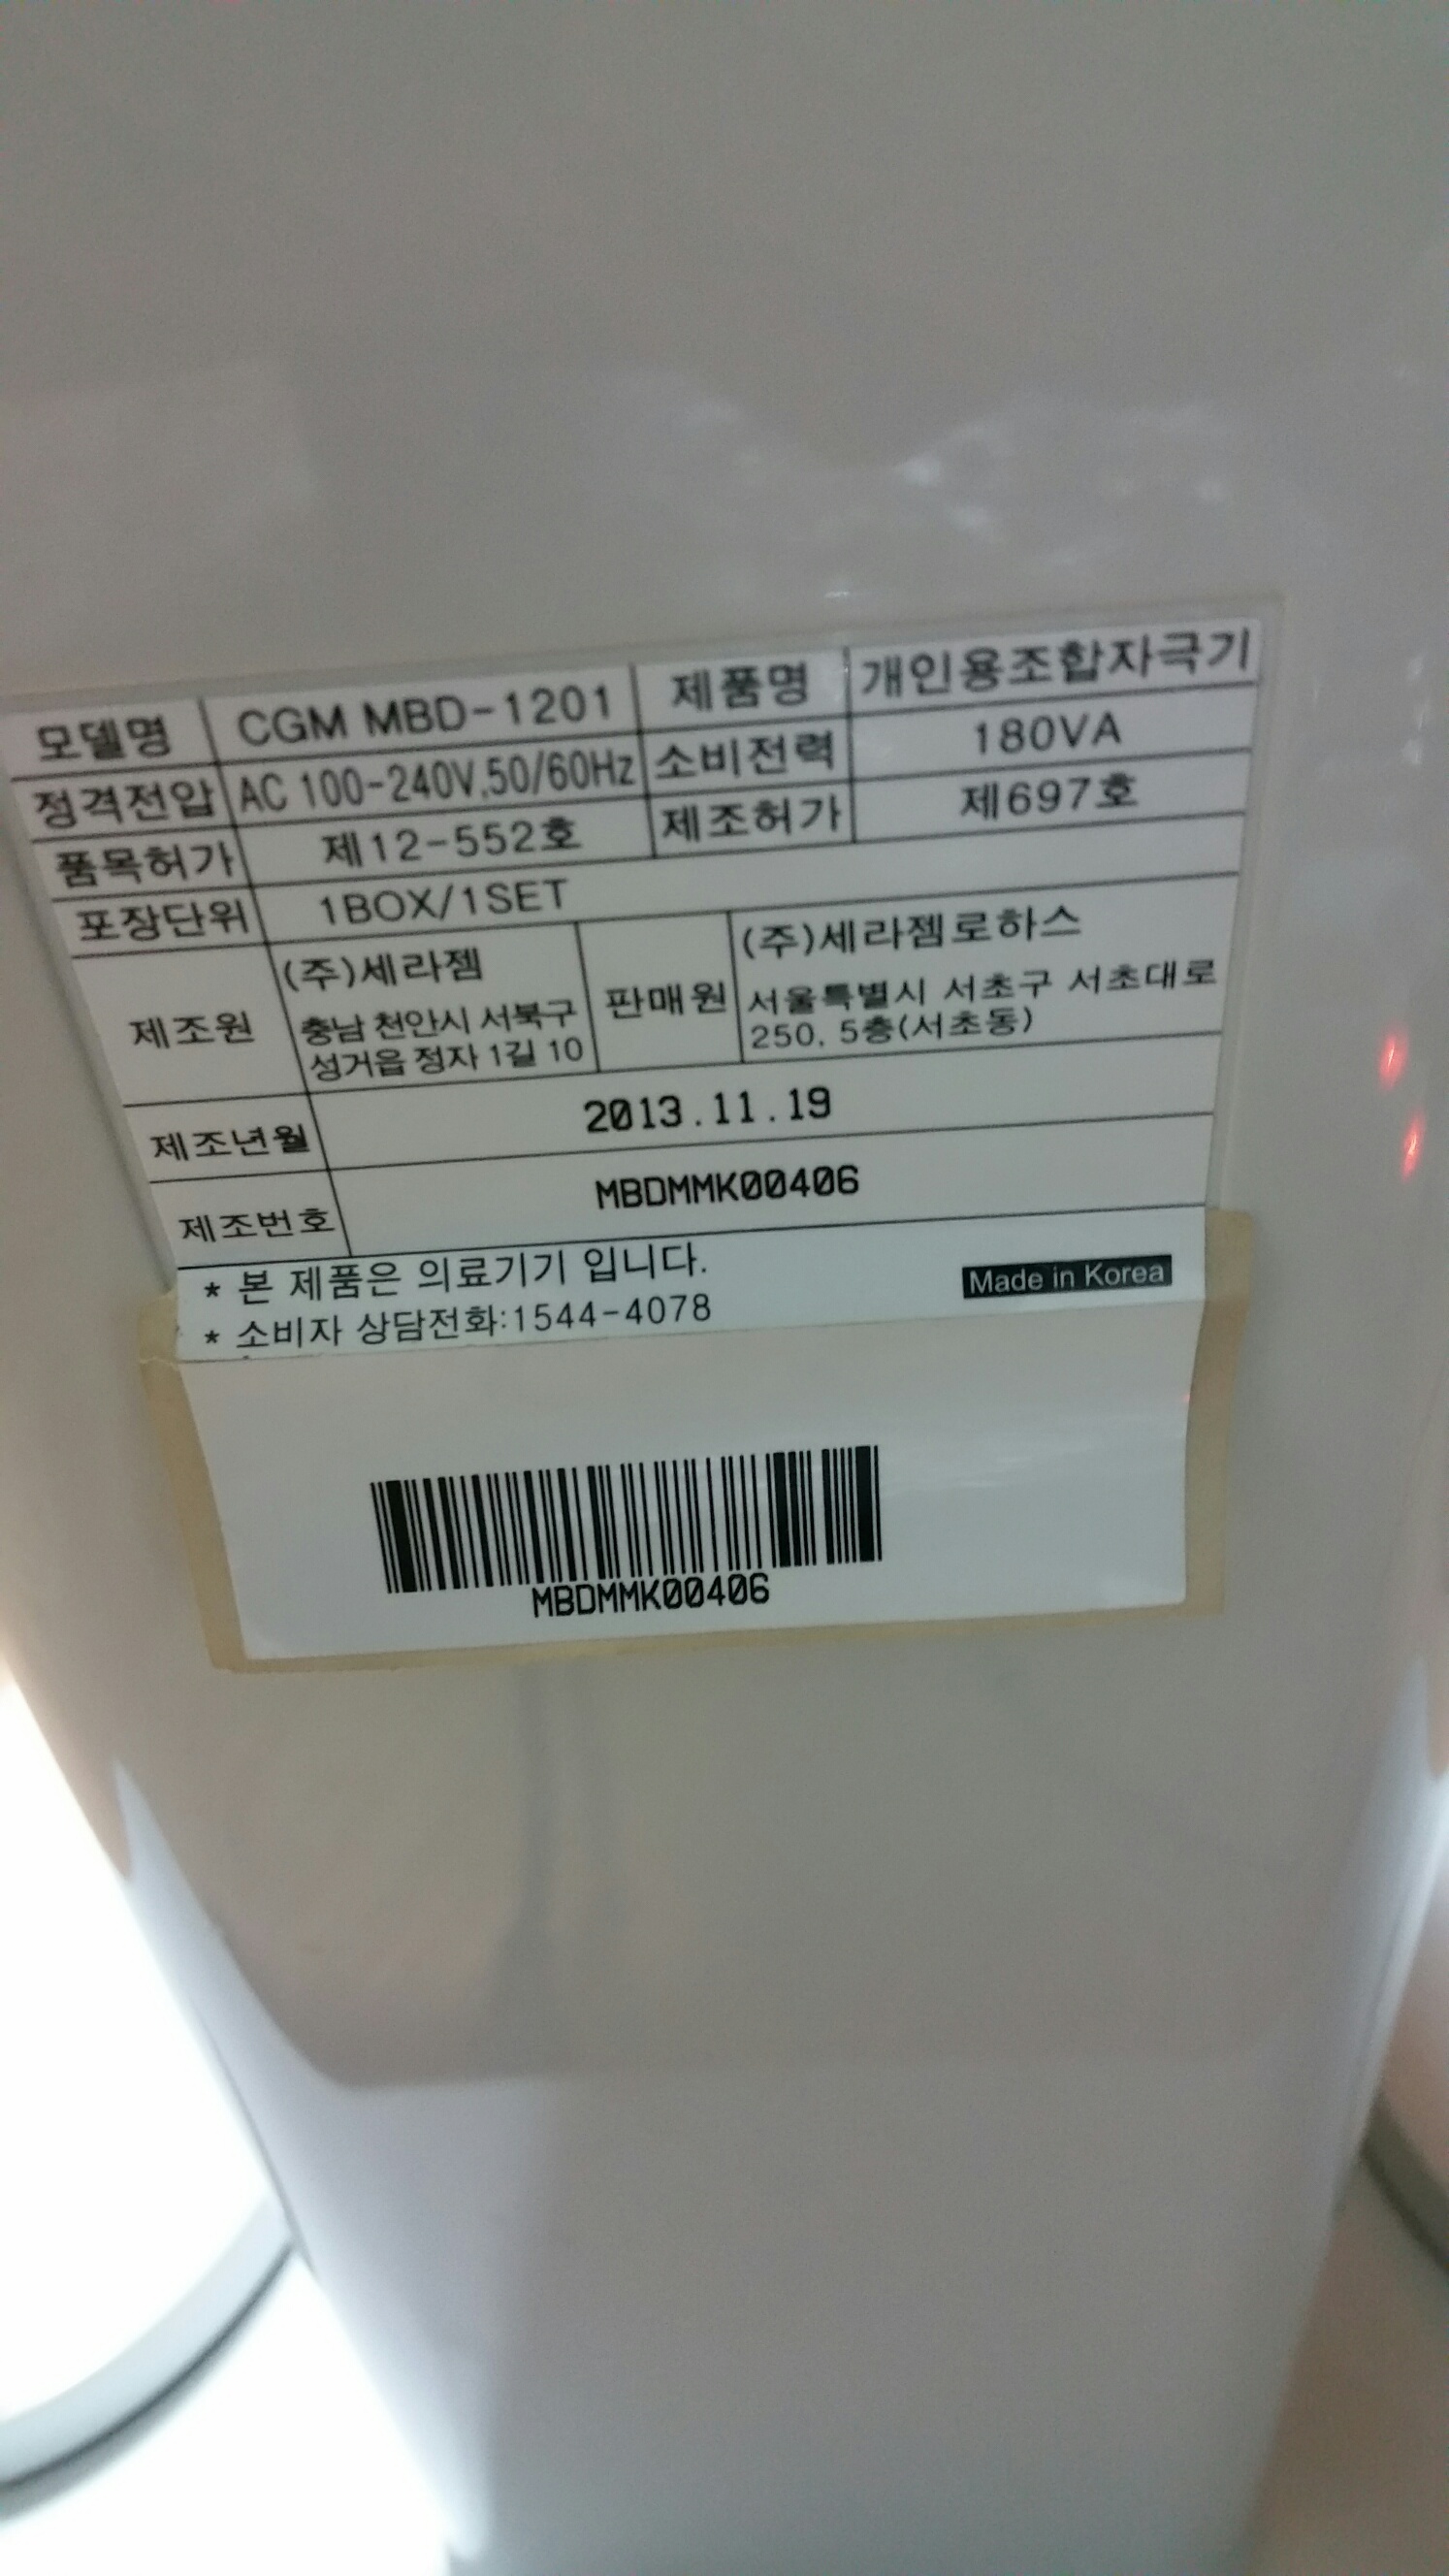 모델명 CGM MBD-1201 제품명 개인용조합자극기
정격전압 AC 100-240V,50/60Hz 소비전력 180VA
품목허가 제12-552호 제조허가 제697호
포장단위 1BOX/1SET
제조원 (주)세라젬 충남 천안시 서북구 성거읍 정자 1길 10 판매원 (주)세라젬로하스 서울특별시 서초구 서초대로 250, 5층(서초동)
제조년월 2013.11.19
제조번호 MBDMMK00406
* 본 제품은 의료기기 입니다.
* 소비자 상담전화:1544-4078
Made in Korea
MBDMMK00406